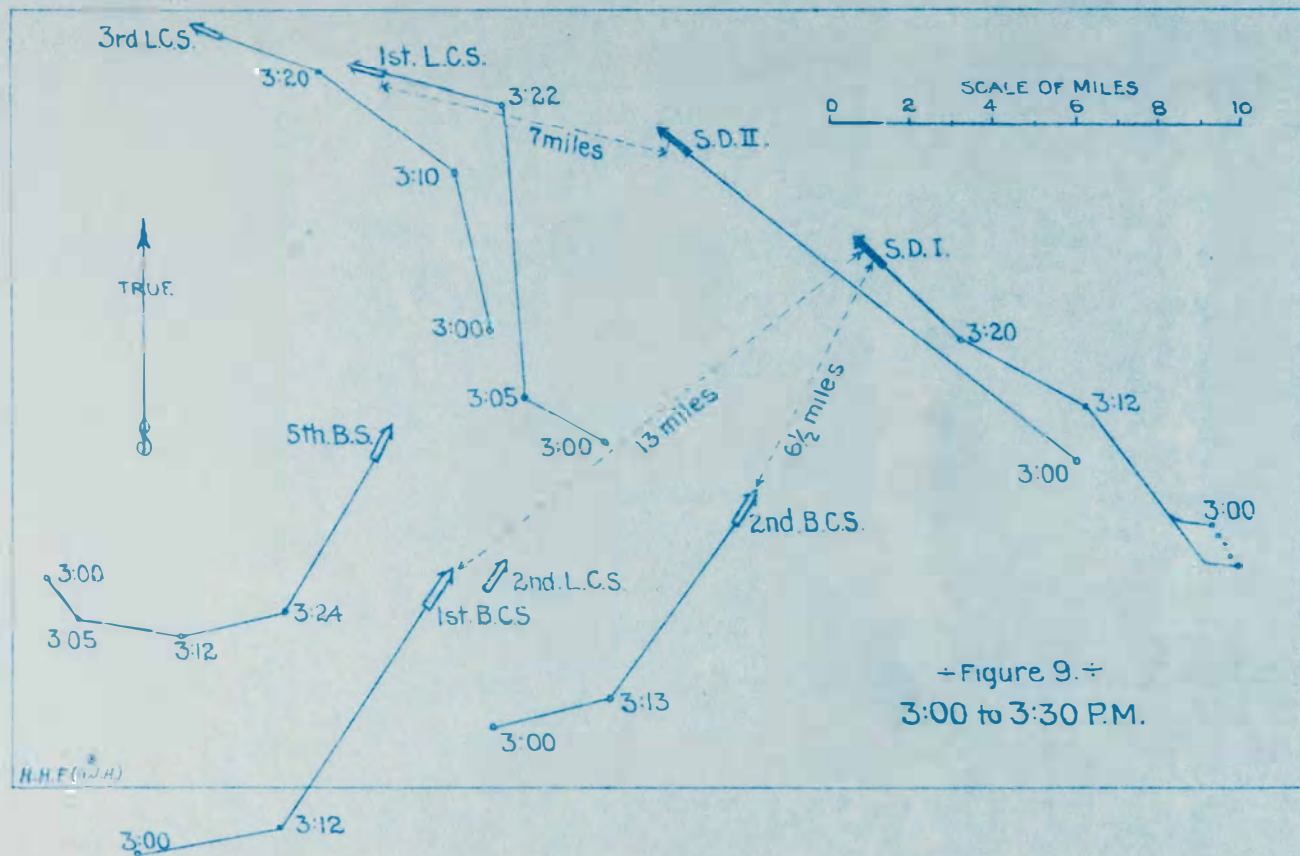 3rd L.C.S.
1st. L.C.S.
3:20
3:22
SCALE OF MILES
0 2 4 6 8 10
7 miles
S.D. II.
3:10
S.D. I.
TRUE.
3:00
3:20
3:05
3:12
3:00
13 miles
6½ miles
5th. B.S.
3:00
3:00
2nd. B.C.S.
3:00
2nd. L.C.S.
1st. B.C.S
3:24
3 05
3:12
3:13
3:00
÷ Figure 9. ÷
3:00 to 3:30 P.M.
H.H.F
3:12
3:00